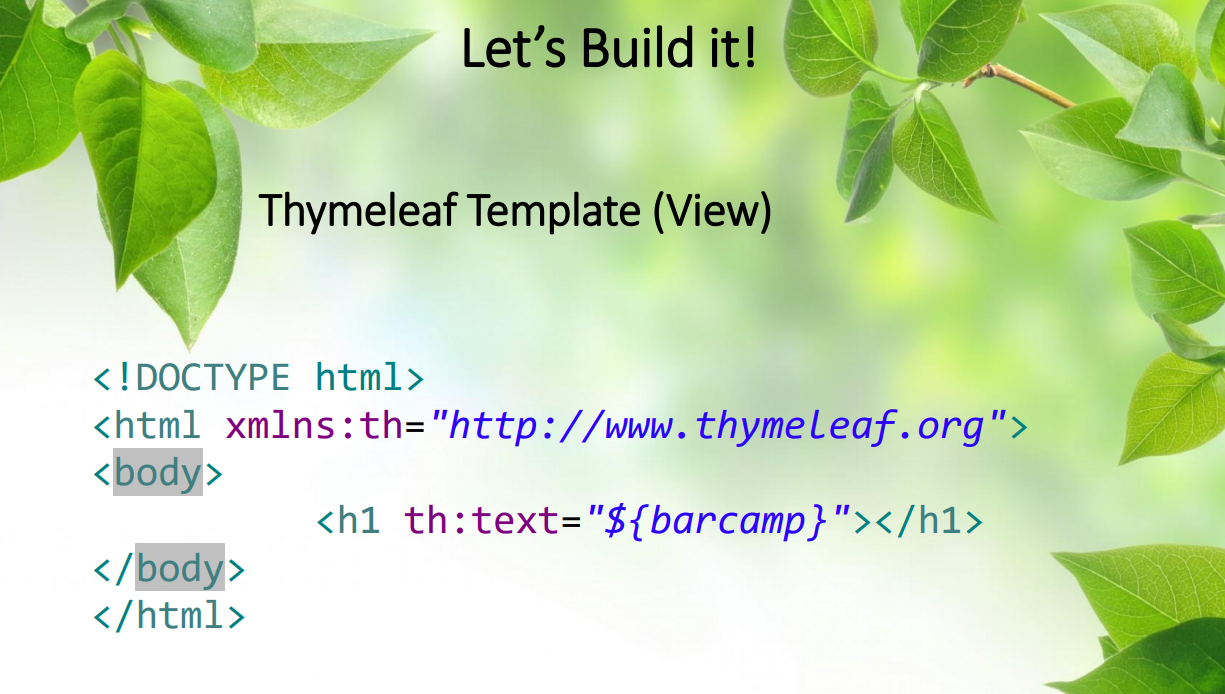 Let’s Build it!
Thymeleaf Template (View)
<!DOCTYPE html>
<html xmlns:th="http://www.thymeleaf.org">
<body>
<h1 th:text="${barcamp}"></h1>
</body>
</html>